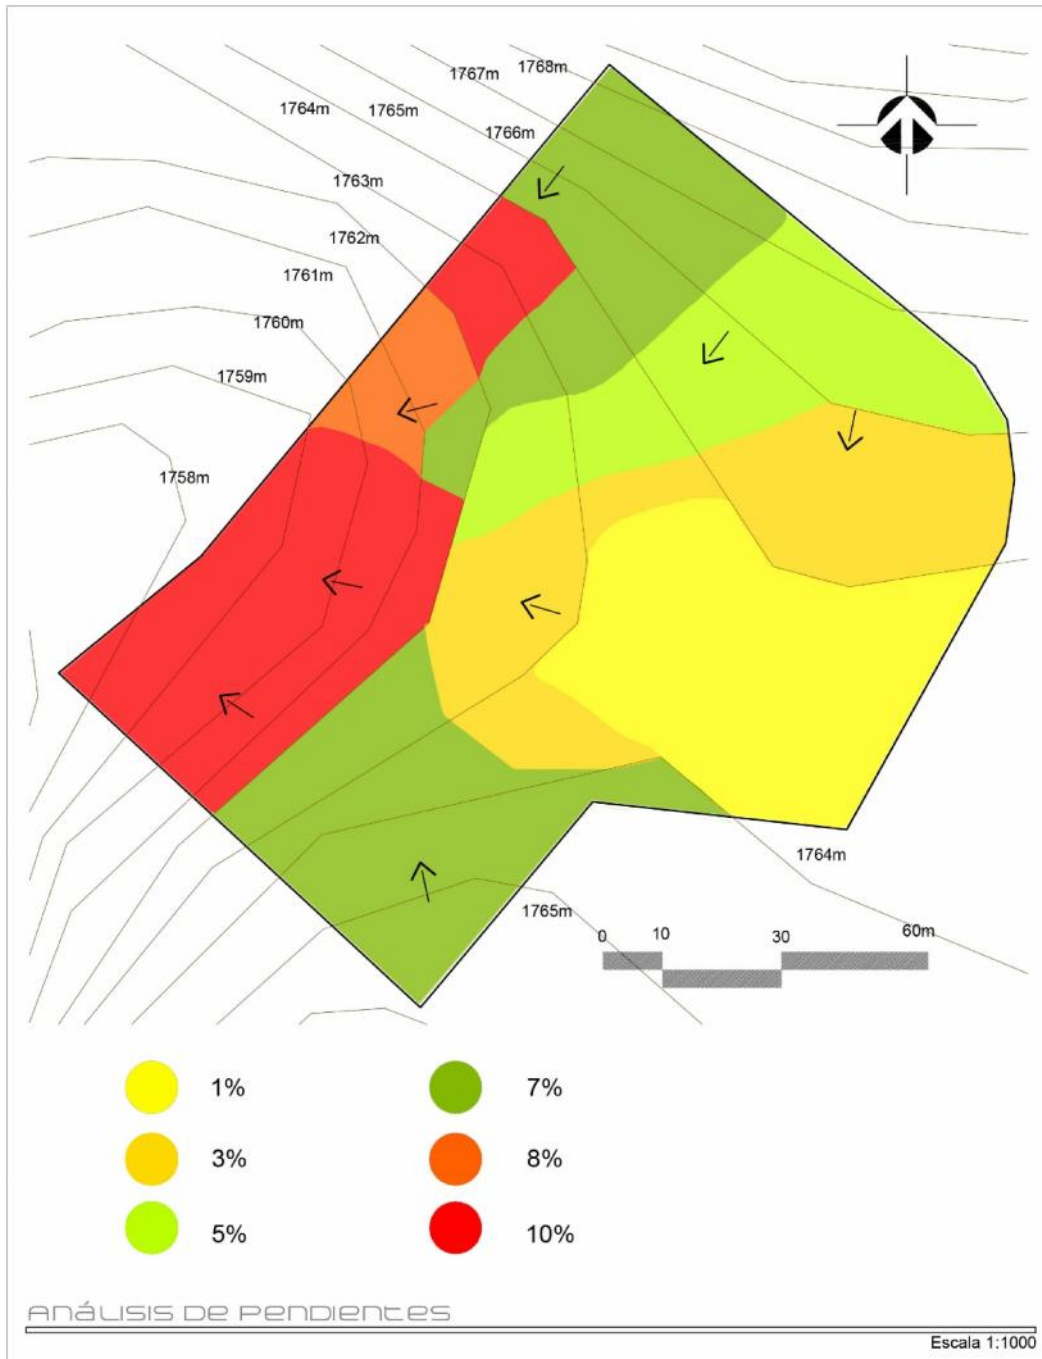 1768m
1767m
1764m
1765m
1766m
1763m
1762m
1761m
1760m
1759m
1758m
1764m
1765m
0 10 30 60m
1% 7%
3% 8%
5% 10%
ANÁLISIS DE PENDIENTES
Escala 1:1000